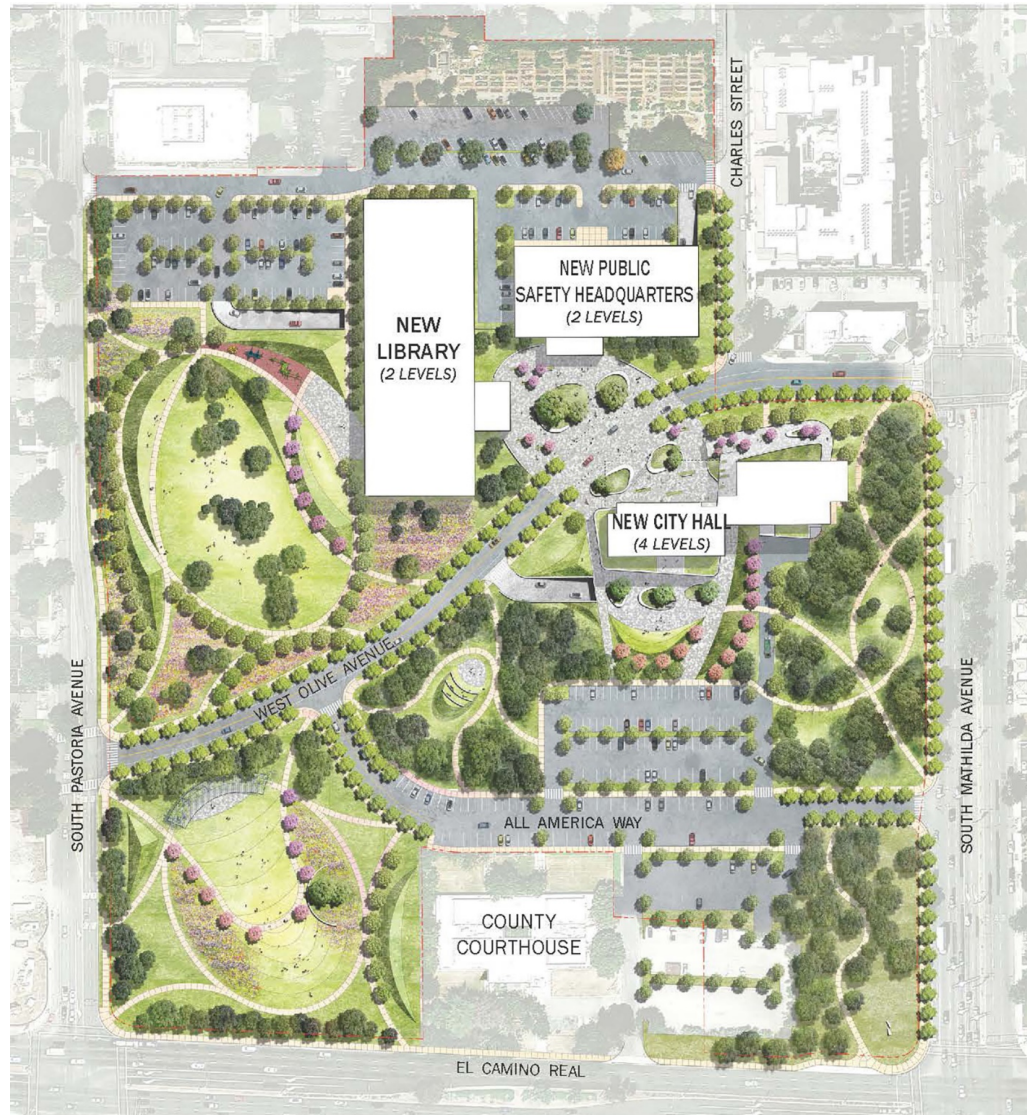 CHARLES STREET
NEW PUBLIC
SAFETY HEADQUARTERS
(2 LEVELS)
NEW
LIBRARY
(2 LEVELS)
NEW CITY HALL
(4 LEVELS)
WEST OLIVE AVENUE
SOUTH PASTORIA AVENUE
SOUTH MATHILDA AVENUE
ALL AMERICA WAY
COUNTY
COURTHOUSE
EL CAMINO REAL